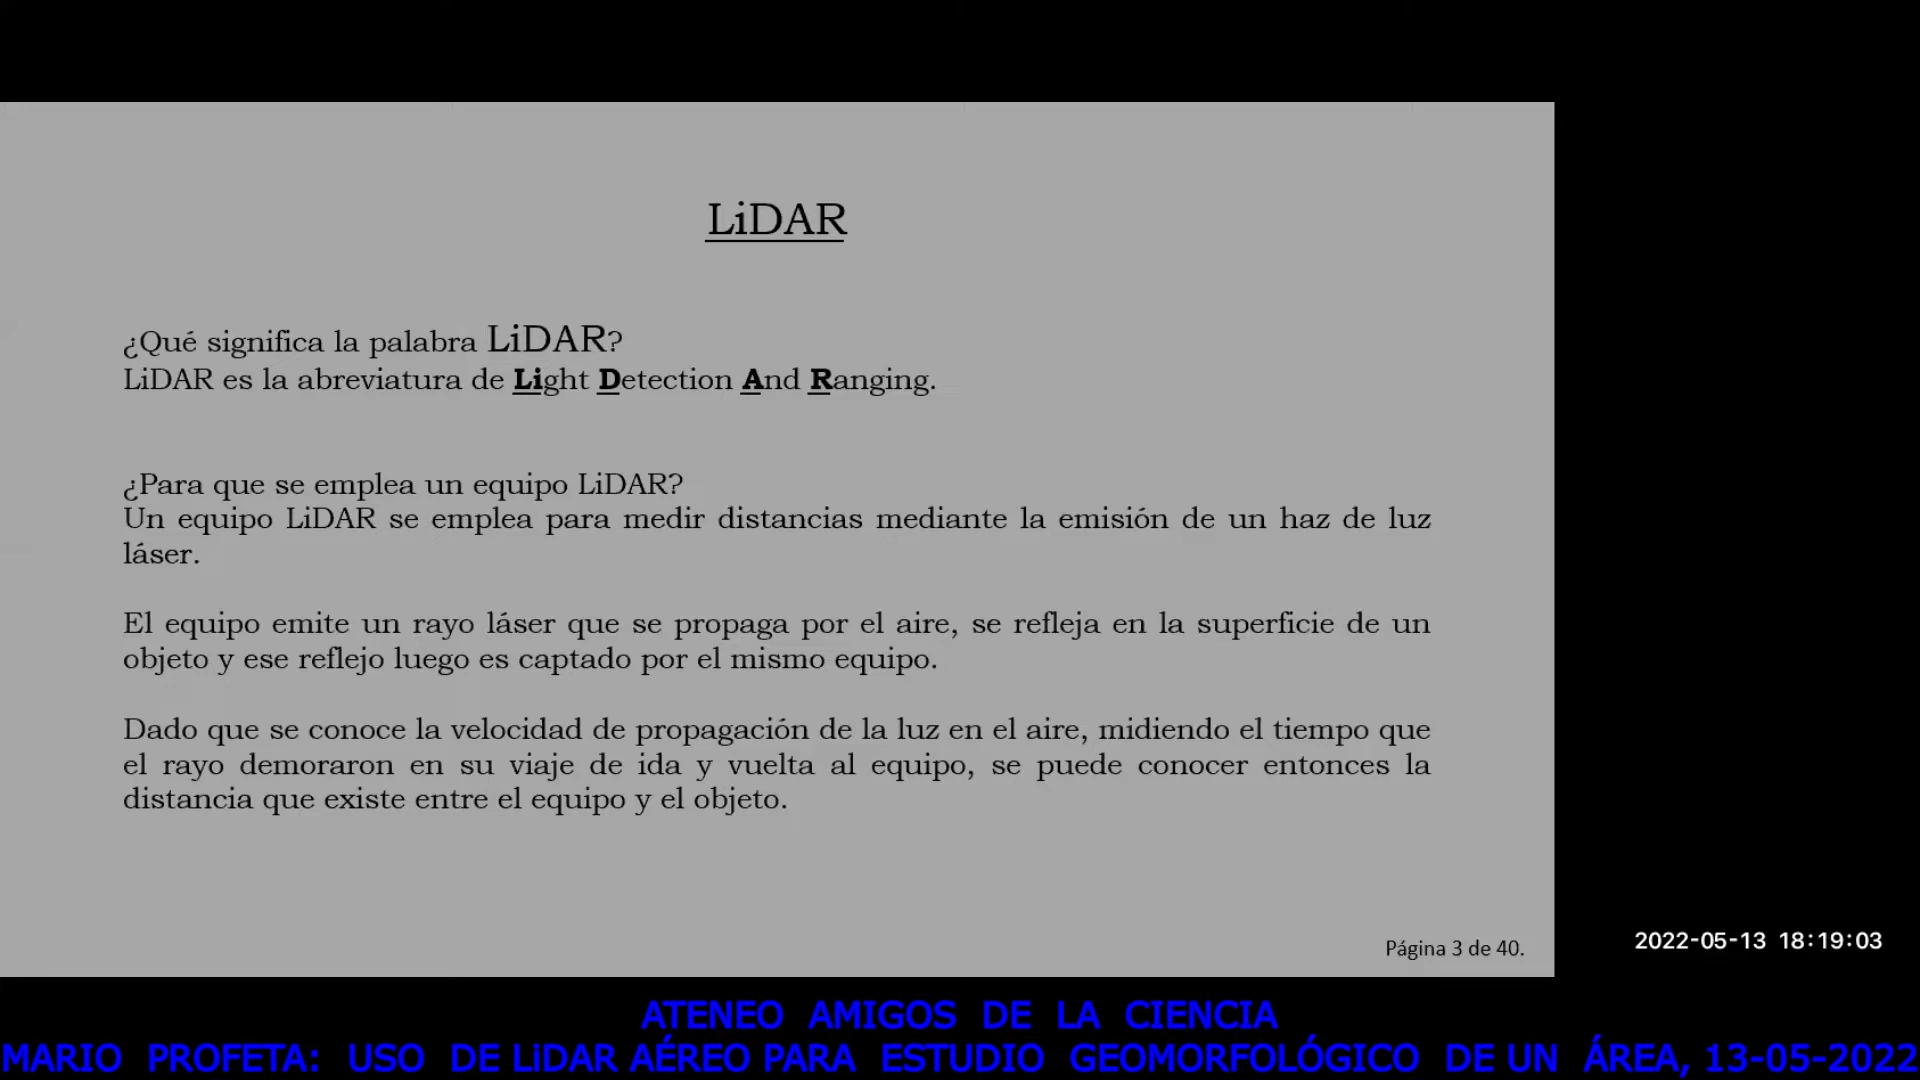 LiDAR
¿Qué significa la palabra LiDAR?
LiDAR es la abreviatura de Light Detection And Ranging.
¿Para que se emplea un equipo LiDAR?
Un equipo LiDAR se emplea para medir distancias mediante la emisión de un haz de luz
láser.
El equipo emite un rayo láser que se propaga por el aire, se refleja en la superficie de un
objeto y ese reflejo luego es captado por el mismo equipo.
Dado que se conoce la velocidad de propagación de la luz en el aire, midiendo el tiempo que
el rayo demoraron en su viaje de ida y vuelta al equipo, se puede conocer entonces la
distancia que existe entre el equipo y el objeto.
Página 3 de 40.
2022-05-13 18:19:03
ATENEO AMIGOS DE LA CIENCIA
MARIO PROFETA: USO DE LiDAR AÉREO PARA ESTUDIO GEOMORFOLÓGICO DE UN ÁREA, 13-05-2022